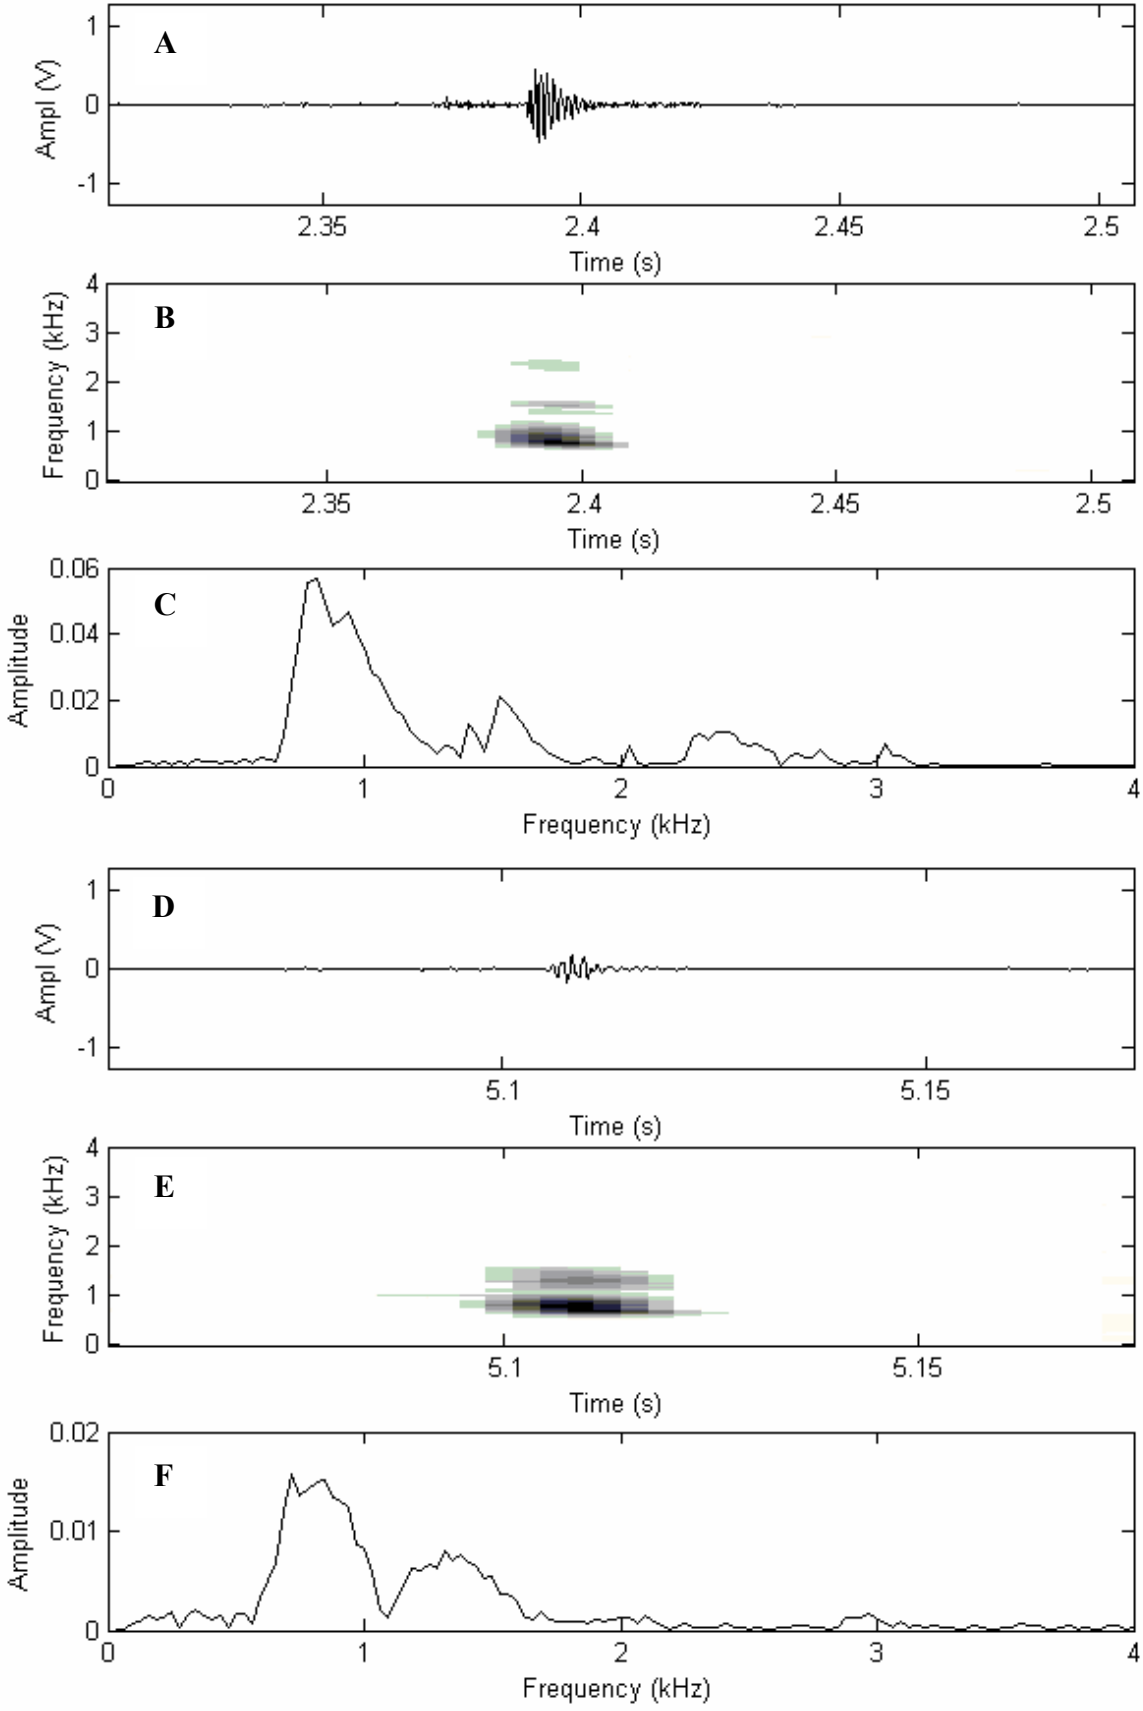 A
Ampl (V)
1
0
-1
2.35 2.4 2.45 2.5
Time (s)
B
Frequency (kHz)
4
3
2
1
0
2.35 2.4 2.45 2.5
Time (s)
C
Amplitude
0.06
0.04
0.02
0
0 1 2 3 4
Frequency (kHz)
D
Ampl (V)
1
0
-1
5.1 5.15
Time (s)
E
Frequency (kHz)
4
3
2
1
0
5.1 5.15
Time (s)
F
Amplitude
0.02
0.01
0
0 1 2 3 4
Frequency (kHz)